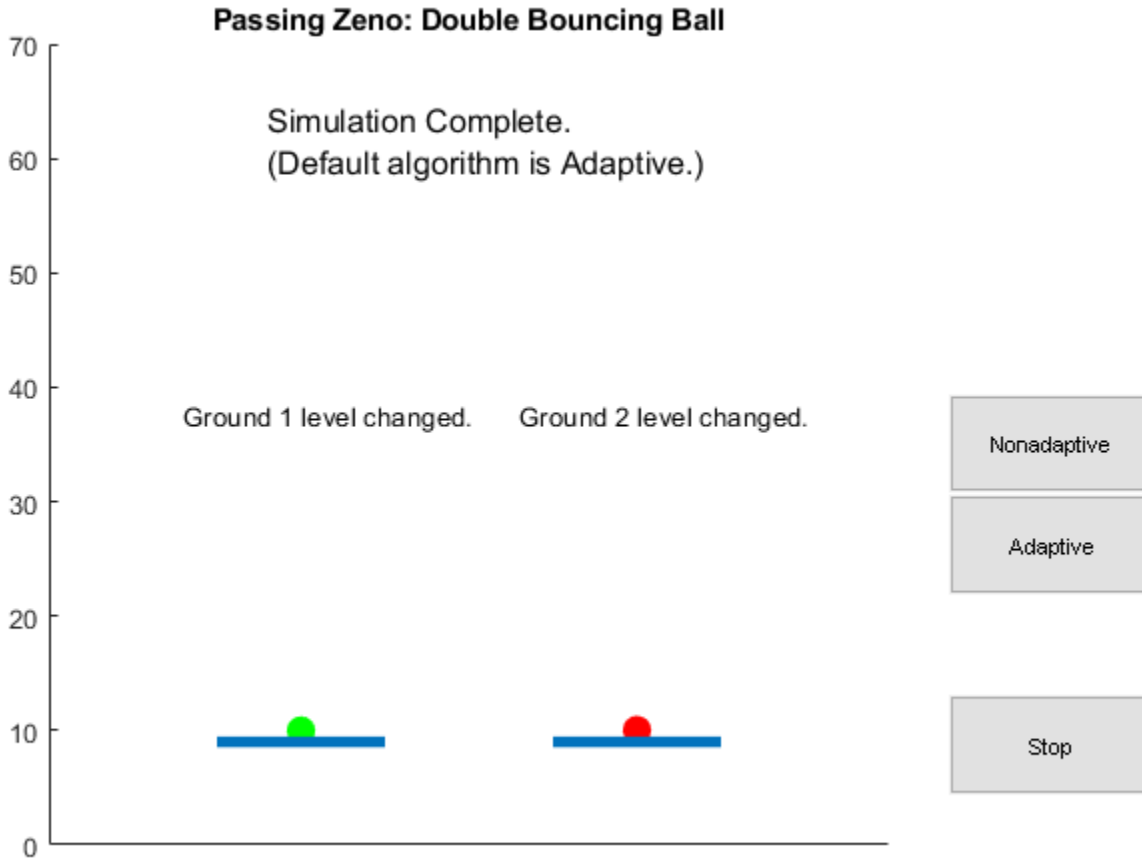 Passing Zeno: Double Bouncing Ball
70
Simulation Complete.
60
(Default algorithm is Adaptive.)
50
40
Ground 1 level changed.
Ground 2 level changed.
Nonadaptive
30
Adaptive
20
10
Stop
0